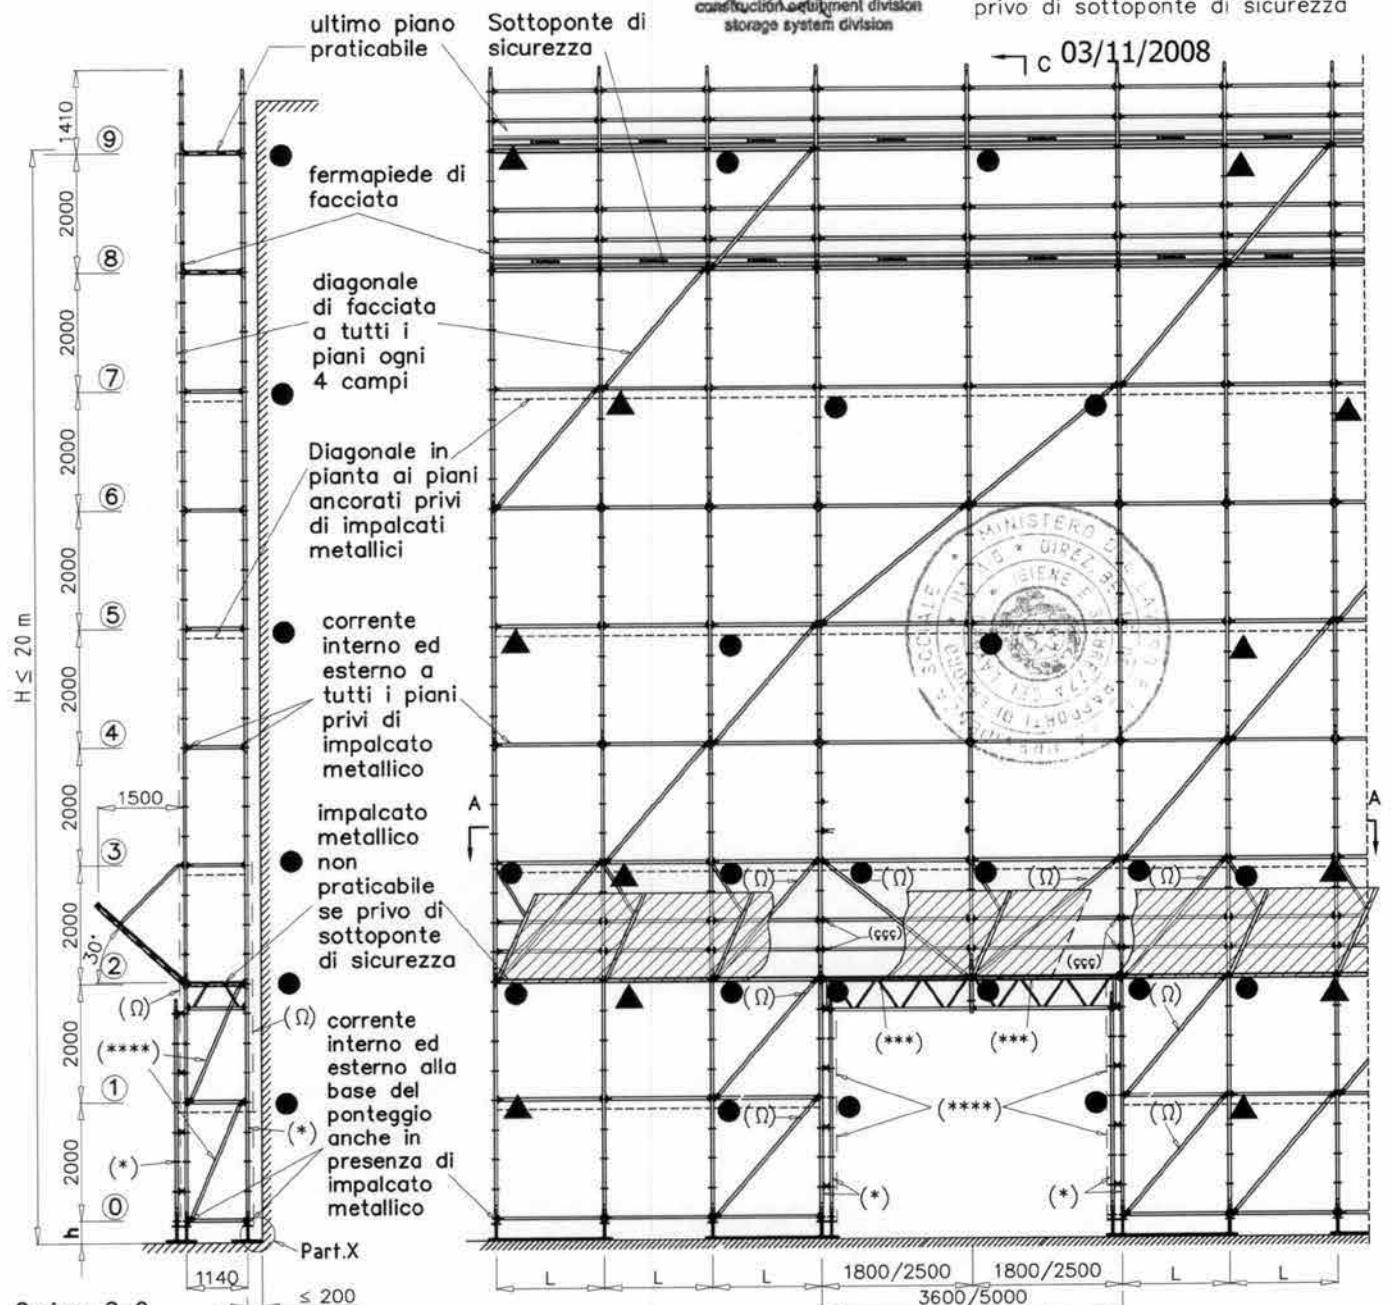 construction equipment division
storage system division
privo di sottoponte di sicurezza
03/11/2008
C
ultimo piano
praticabile
Sottoponte di
sicurezza
fermapiede di
facciata
diagonale
di facciata
a tutti i
piani ogni
4 campi
Diagonale in
pianta ai piani
ancorati privi
di impalcati
metallici
corrente
interno ed
esterno a
tutti i piani
privi di
impalcato
metallico
impalcato
metallico
non
praticabile
se privo di
sottoponte
di sicurezza
corrente
interno ed
esterno alla
base del
ponteggio
anche in
presenza di
impalcato
metallico
Part.X
1410
9
2000
8
2000
7
2000
6
2000
5
2000
4
2000
3
2000
2
2000
1
2000
0
h
H ≤ 20 m
1500
30°
(Ω)
(Ω)
(****)
(*)
(*)
1140
≤ 200
A
A
(Ω)
(Ω)
(Ω)
(Ω)
(ççç)
(ççç)
(Ω)
(Ω)
(***)
(***)
(****)
(Ω)
(Ω)
(*)
(*)
L
L
L
1800/2500
1800/2500
L
L
3600/5000
MINISTERO DEL LAVORO E